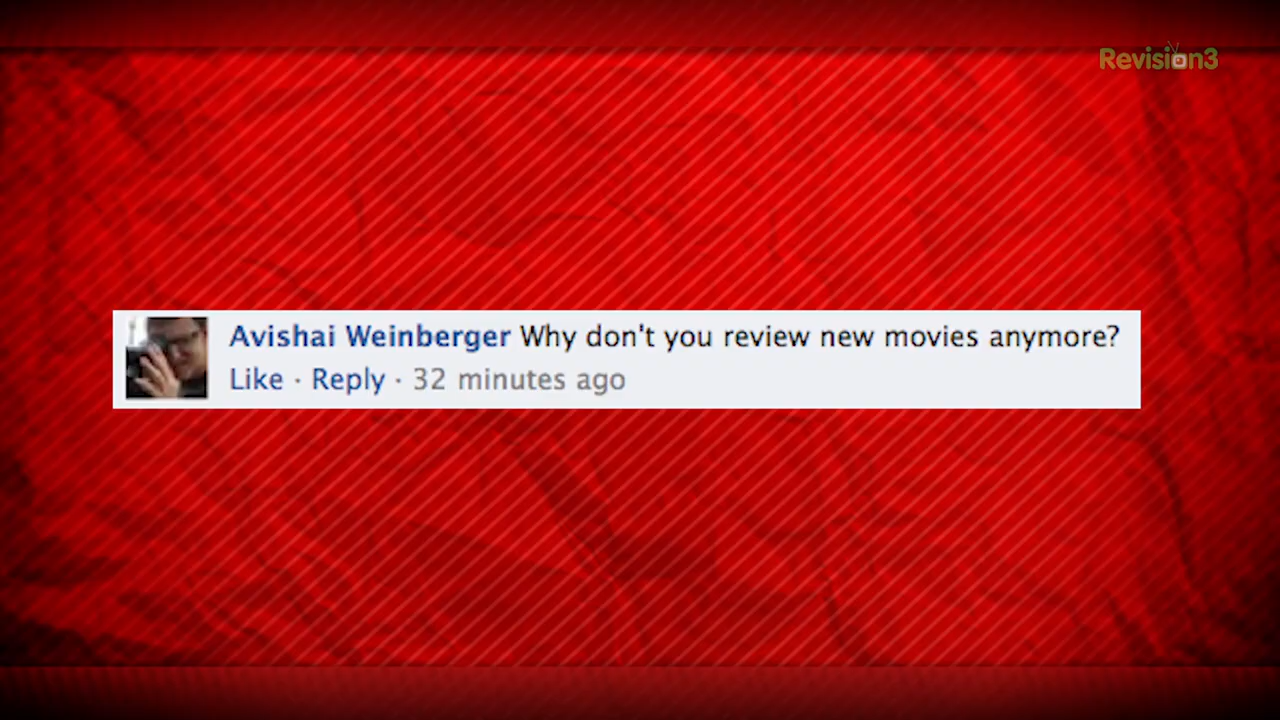 Revision3
Avishai Weinberger Why don't you review new movies anymore?
Like · Reply · 32 minutes ago